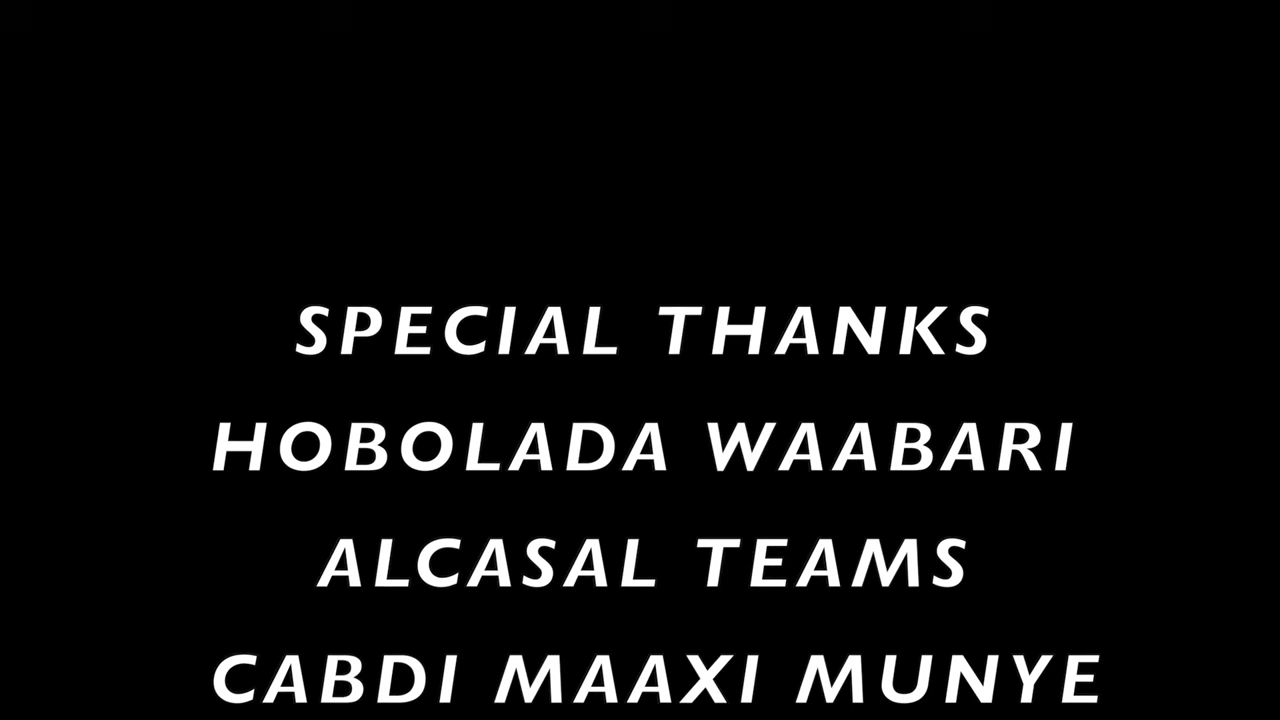 SPECIAL THANKS
HOBOLADA WAABARI
ALCASAL TEAMS
CABDI MAAXI MUNYE